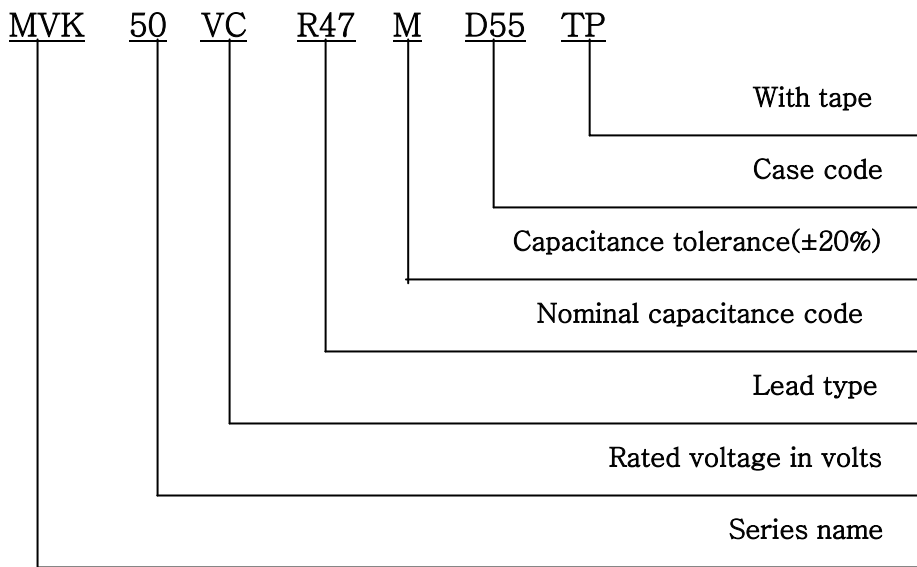 MVK 50 VC R47 M D55 TP
With tape
Case code
Capacitance tolerance(±20%)
Nominal capacitance code
Lead type
Rated voltage in volts
Series name